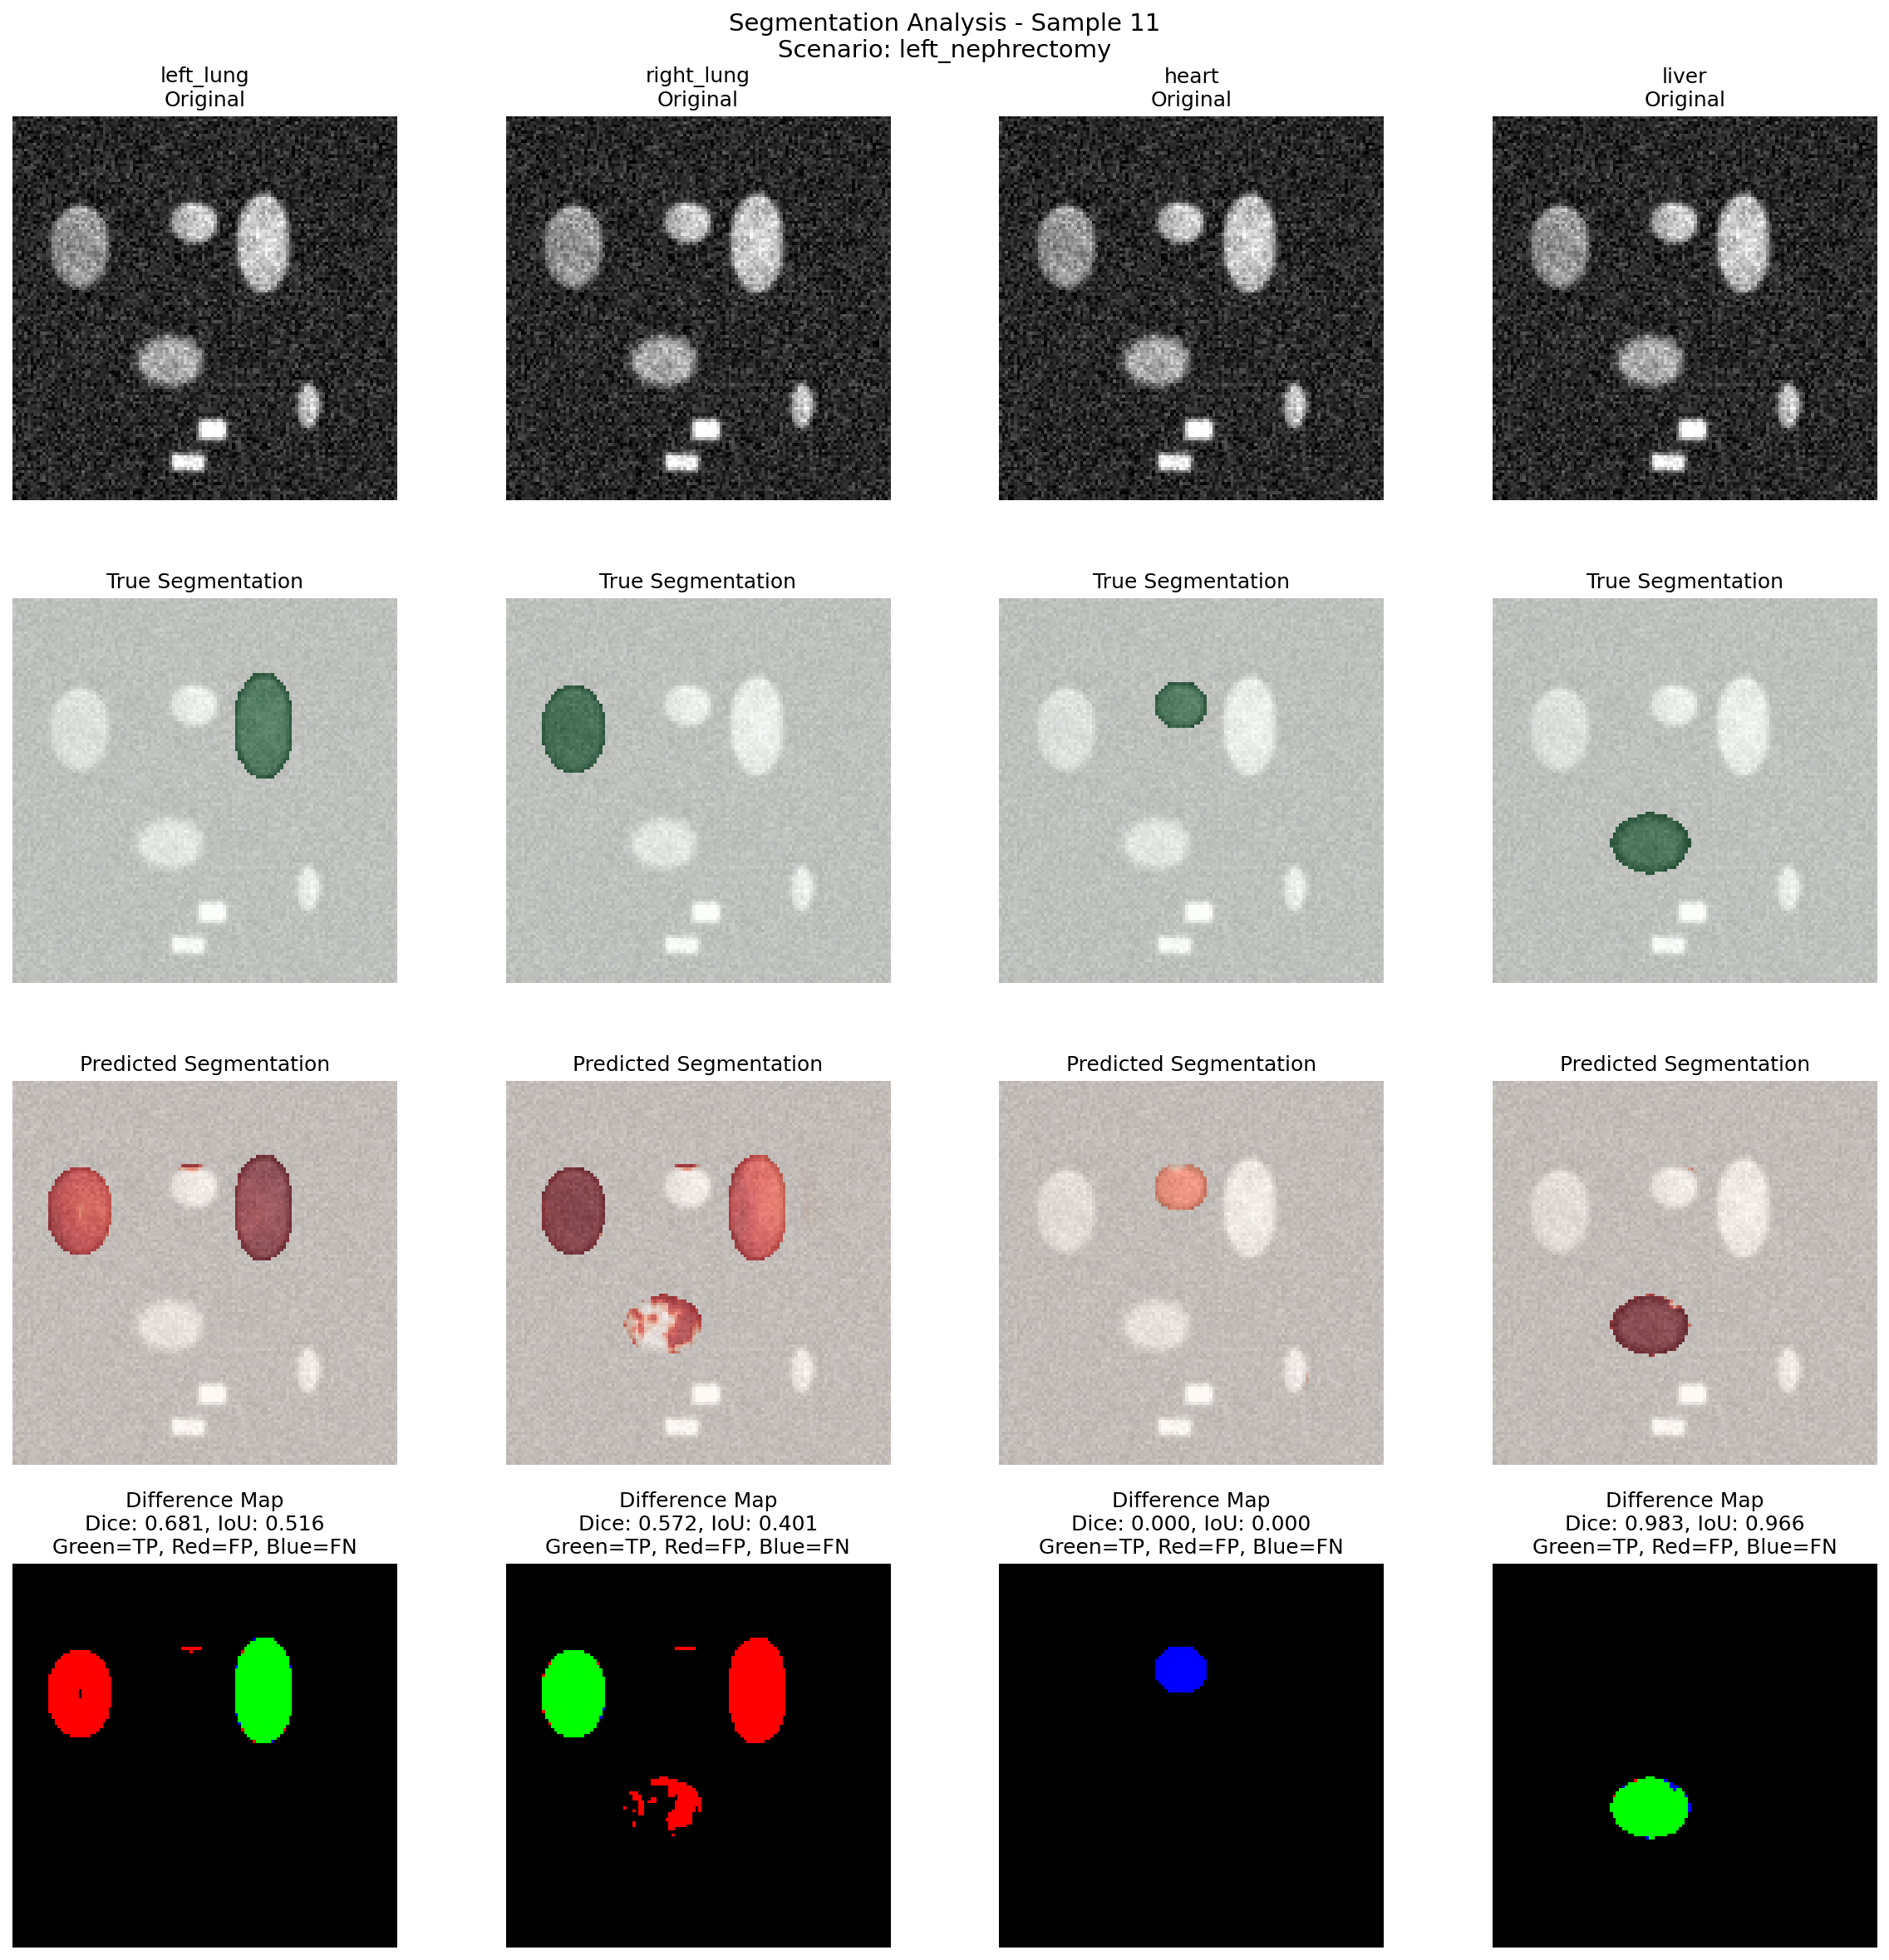 Segmentation Analysis - Sample 11
Scenario: left_nephrectomy
left_lung
Original
right_lung
Original
heart
Original
liver
Original
True Segmentation
True Segmentation
True Segmentation
True Segmentation
Predicted Segmentation
Predicted Segmentation
Predicted Segmentation
Predicted Segmentation
Difference Map
Dice: 0.681, IoU: 0.516
Green=TP, Red=FP, Blue=FN
Difference Map
Dice: 0.572, IoU: 0.401
Green=TP, Red=FP, Blue=FN
Difference Map
Dice: 0.000, IoU: 0.000
Green=TP, Red=FP, Blue=FN
Difference Map
Dice: 0.983, IoU: 0.966
Green=TP, Red=FP, Blue=FN